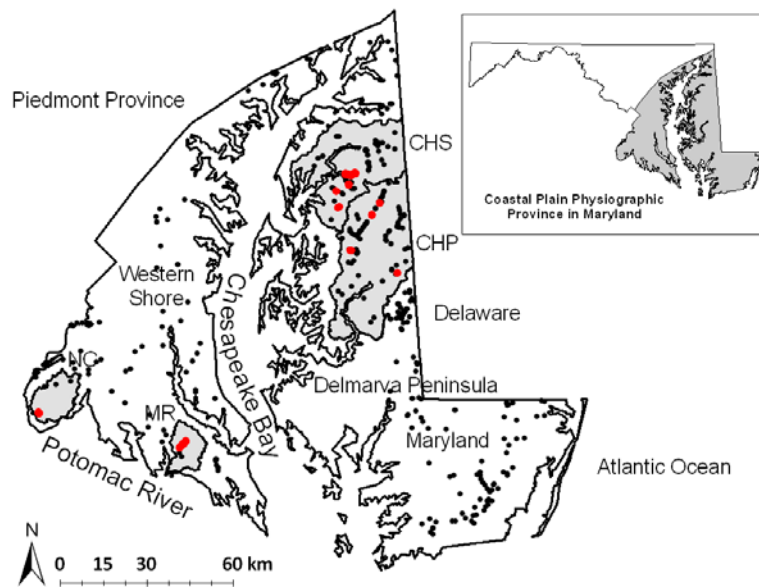 Piedmont Province
CHS
Coastal Plain Physiographic
Province in Maryland
CHP
Western
Shore
Chesapeake Bay
Delaware
NC
Delmarva Peninsula
MR
Maryland
Potomac River
Atlantic Ocean
N
0 15 30 60 km